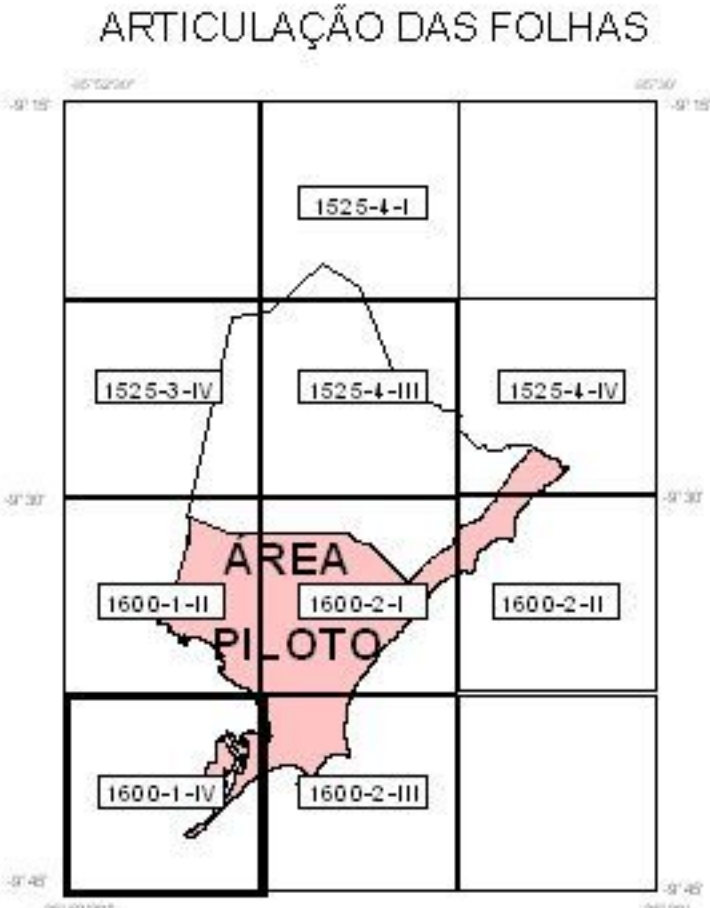 ARTICULAÇÃO DAS FOLHAS
-9°15'
-9°15'
1525-4-I
1525-3-IV
1525-4-III
1525-4-IV
-9°30'
-9°30'
ÁREA
1600-1-II
1600-2-I
1600-2-II
PILOTO
1600-1-IV
1600-2-III
-9°45'
-9°45'